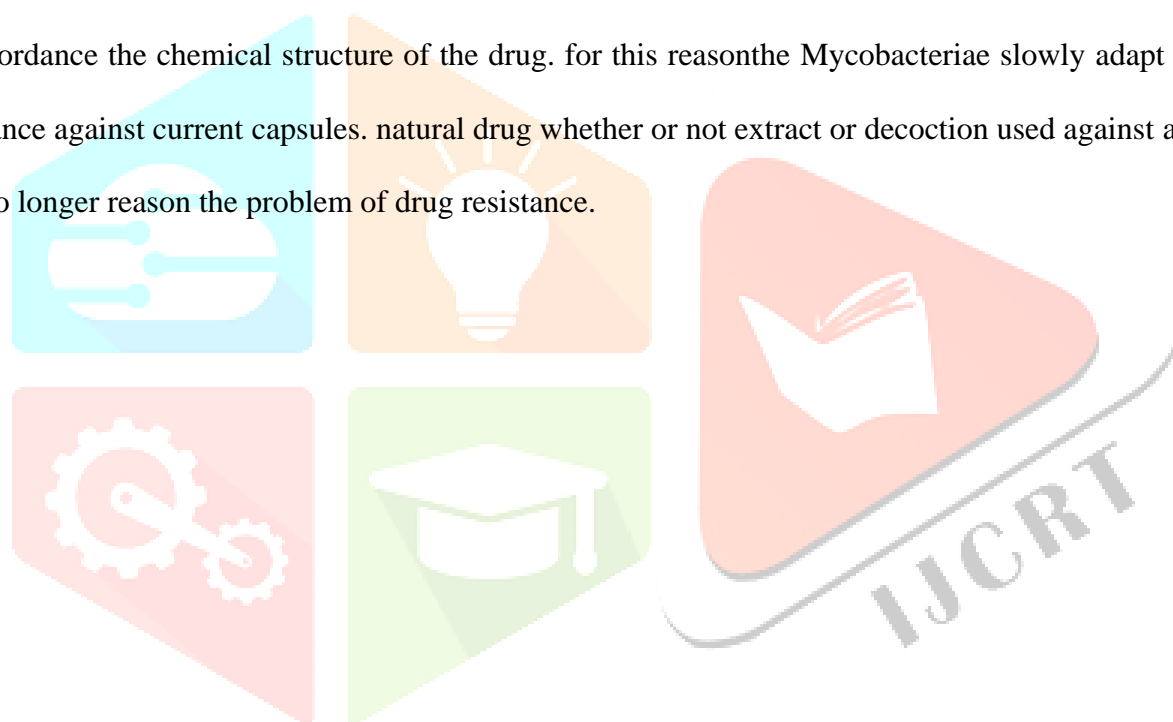 ordance the chemical structure of the drug. for this reasonthe Mycobacteriae slowly adapt
ance against current capsules. natural drug whether or not extract or decoction used against a
o longer reason the problem of drug resistance.
IJCRT